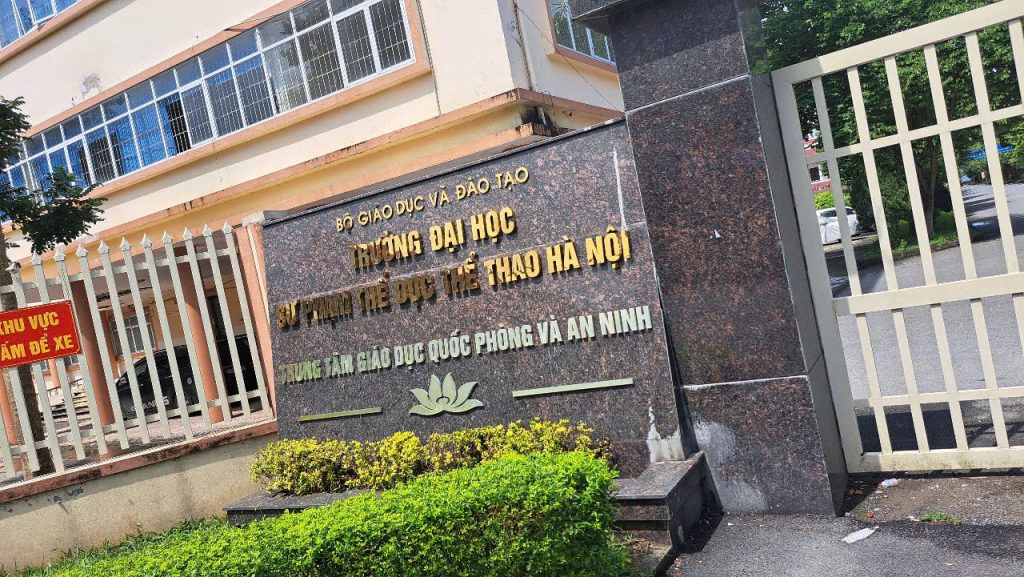 BỘ GIÁO DỤC VÀ ĐÀO TẠO
TRƯỜNG ĐẠI HỌC
SƯ PHẠM THỂ DỤC THỂ THAO HÀ NỘI
TRUNG TÂM GIÁO DỤC QUỐC PHÒNG VÀ AN NINH
KHU VỰC
CẤM ĐỂ XE